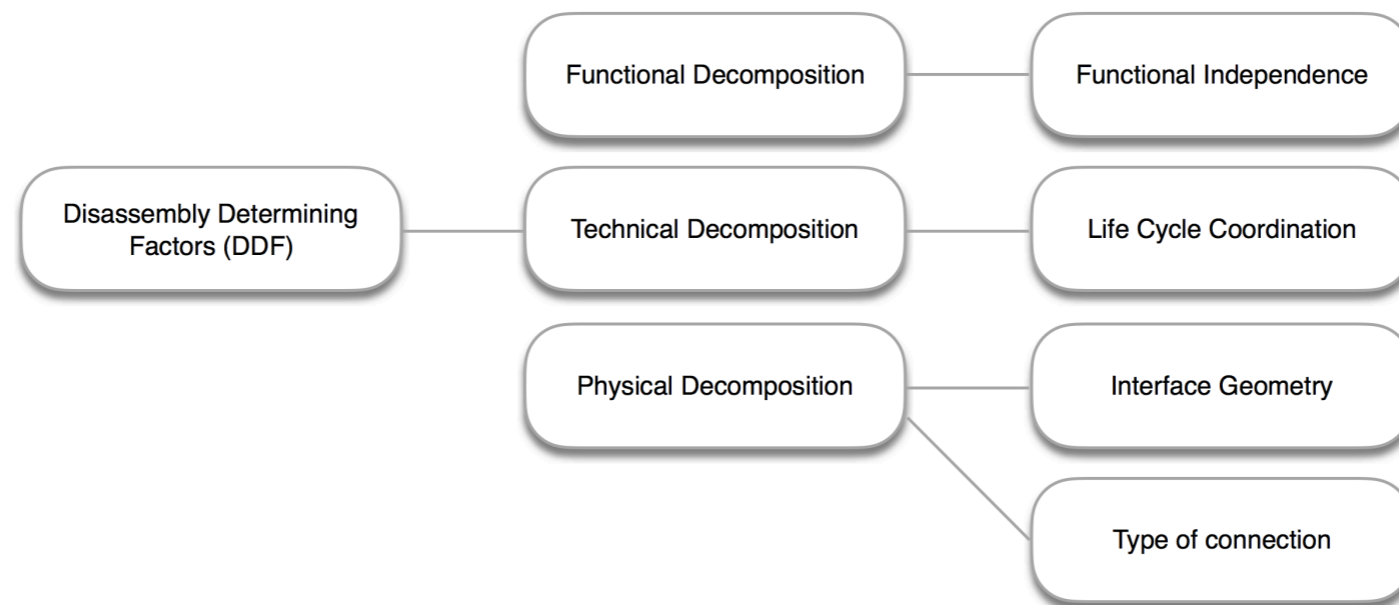 Functional Decomposition
Functional Independence
Disassembly Determining
Factors (DDF)
Technical Decomposition
Life Cycle Coordination
Physical Decomposition
Interface Geometry
Type of connection